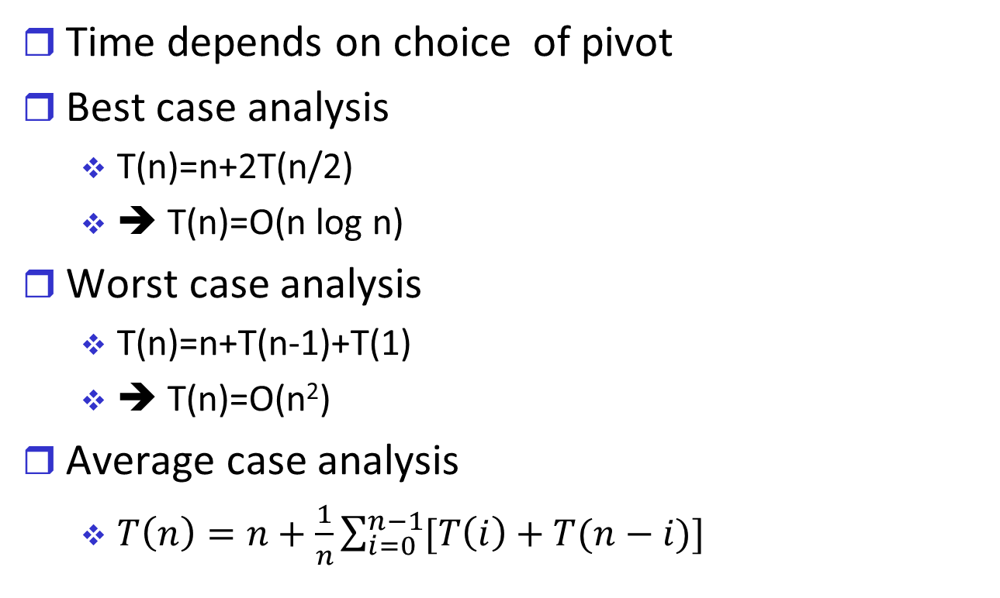 ❒ Time depends on choice  of pivot
❒ Best case analysis
❖ T(n)=n+2T(n/2)
❖ ➔ T(n)=O(n log n)
❒ Worst case analysis
❖ T(n)=n+T(n-1)+T(1)
❖ ➔ T(n)=O(n²)
❒ Average case analysis
❖ T(n) = n + \frac{1}{n} \sum_{i=0}^{n-1} [T(i) + T(n − i)]